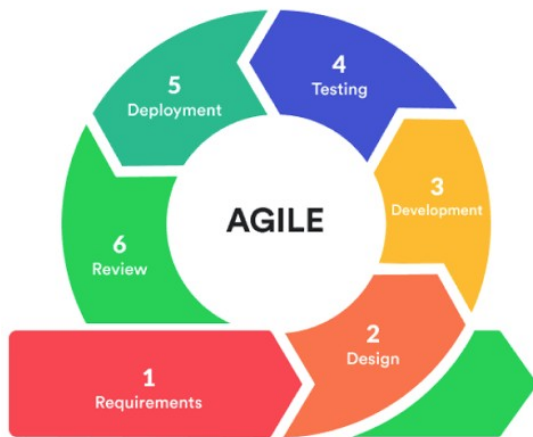 AGILE
1
Requirements
2
Design
3
Development
4
Testing
5
Deployment
6
Review